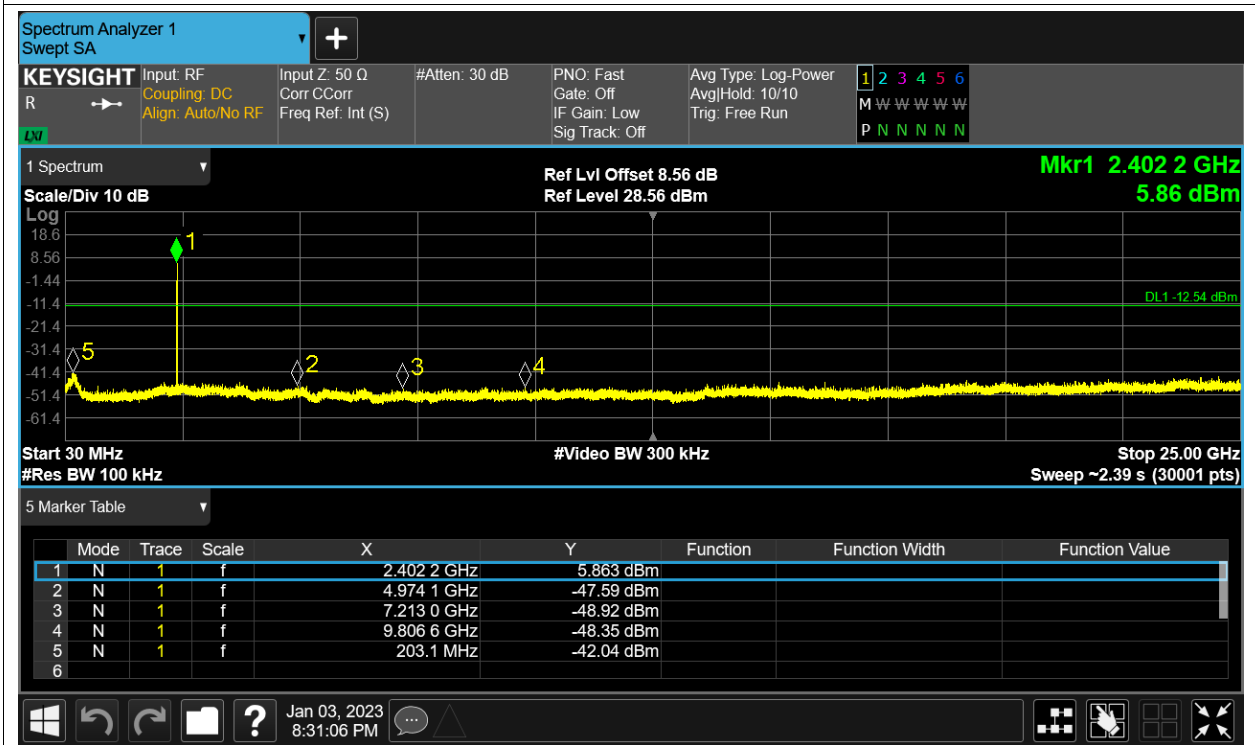 Spectrum Analyzer 1
Swept SA
KEYSIGHT
R
LXI
Input: RF
Coupling: DC
Align: Auto/No RF
Input Z: 50 Ω
Corr CCorr
Freq Ref: Int (S)
#Atten: 30 dB
PNO: Fast
Gate: Off
IF Gain: Low
Sig Track: Off
Avg Type: Log-Power
Avg|Hold: 10/10
Trig: Free Run
1 2 3 4 5 6
M W W W W W
P N N N N N
1 Spectrum
Scale/Div 10 dB
Ref Lvl Offset 8.56 dB
Ref Level 28.56 dBm
Mkr1 2.402 2 GHz
5.86 dBm
Log
18.6
8.56
-1.44
-11.4
-21.4
-31.4
-41.4
-51.4
-61.4
1
DL1 -12.54 dBm
5
2
3
4
Start 30 MHz
#Res BW 100 kHz
#Video BW 300 kHz
Stop 25.00 GHz
Sweep ~2.39 s (30001 pts)
5 Marker Table
Mode Trace Scale X Y Function Function Width Function Value
1 N 1 f 2.402 2 GHz 5.863 dBm
2 N 1 f 4.974 1 GHz -47.59 dBm
3 N 1 f 7.213 0 GHz -48.92 dBm
4 N 1 f 9.806 6 GHz -48.35 dBm
5 N 1 f 203.1 MHz -42.04 dBm
6
?
Jan 03, 2023
8:31:06 PM